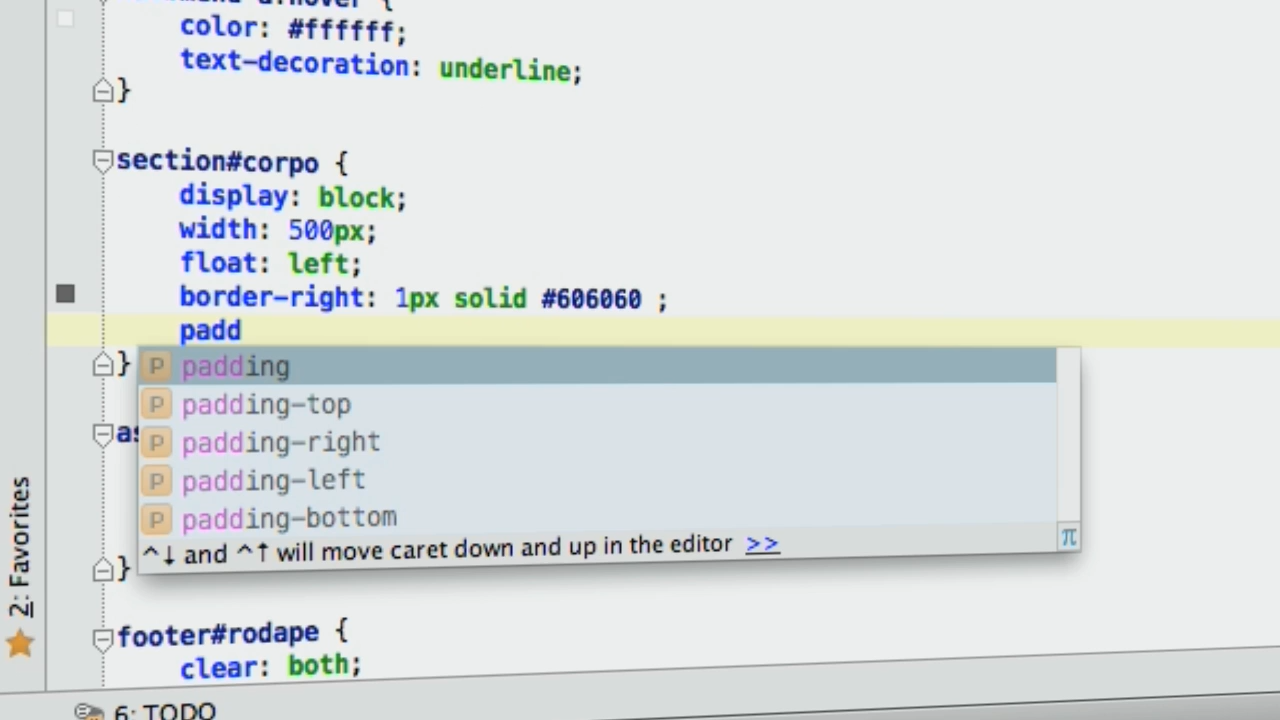 color: #ffffff;
text-decoration: underline;
}
section#corpo {
display: block;
width: 500px;
float: left;
border-right: 1px solid #606060 ;
padd
}
P padding
P padding-top
P padding-right
P padding-left
P padding-bottom
^↓ and ^↑ will move caret down and up in the editor >>
π
}
footer#rodape {
clear: both;
2: Favorites
6: TODO